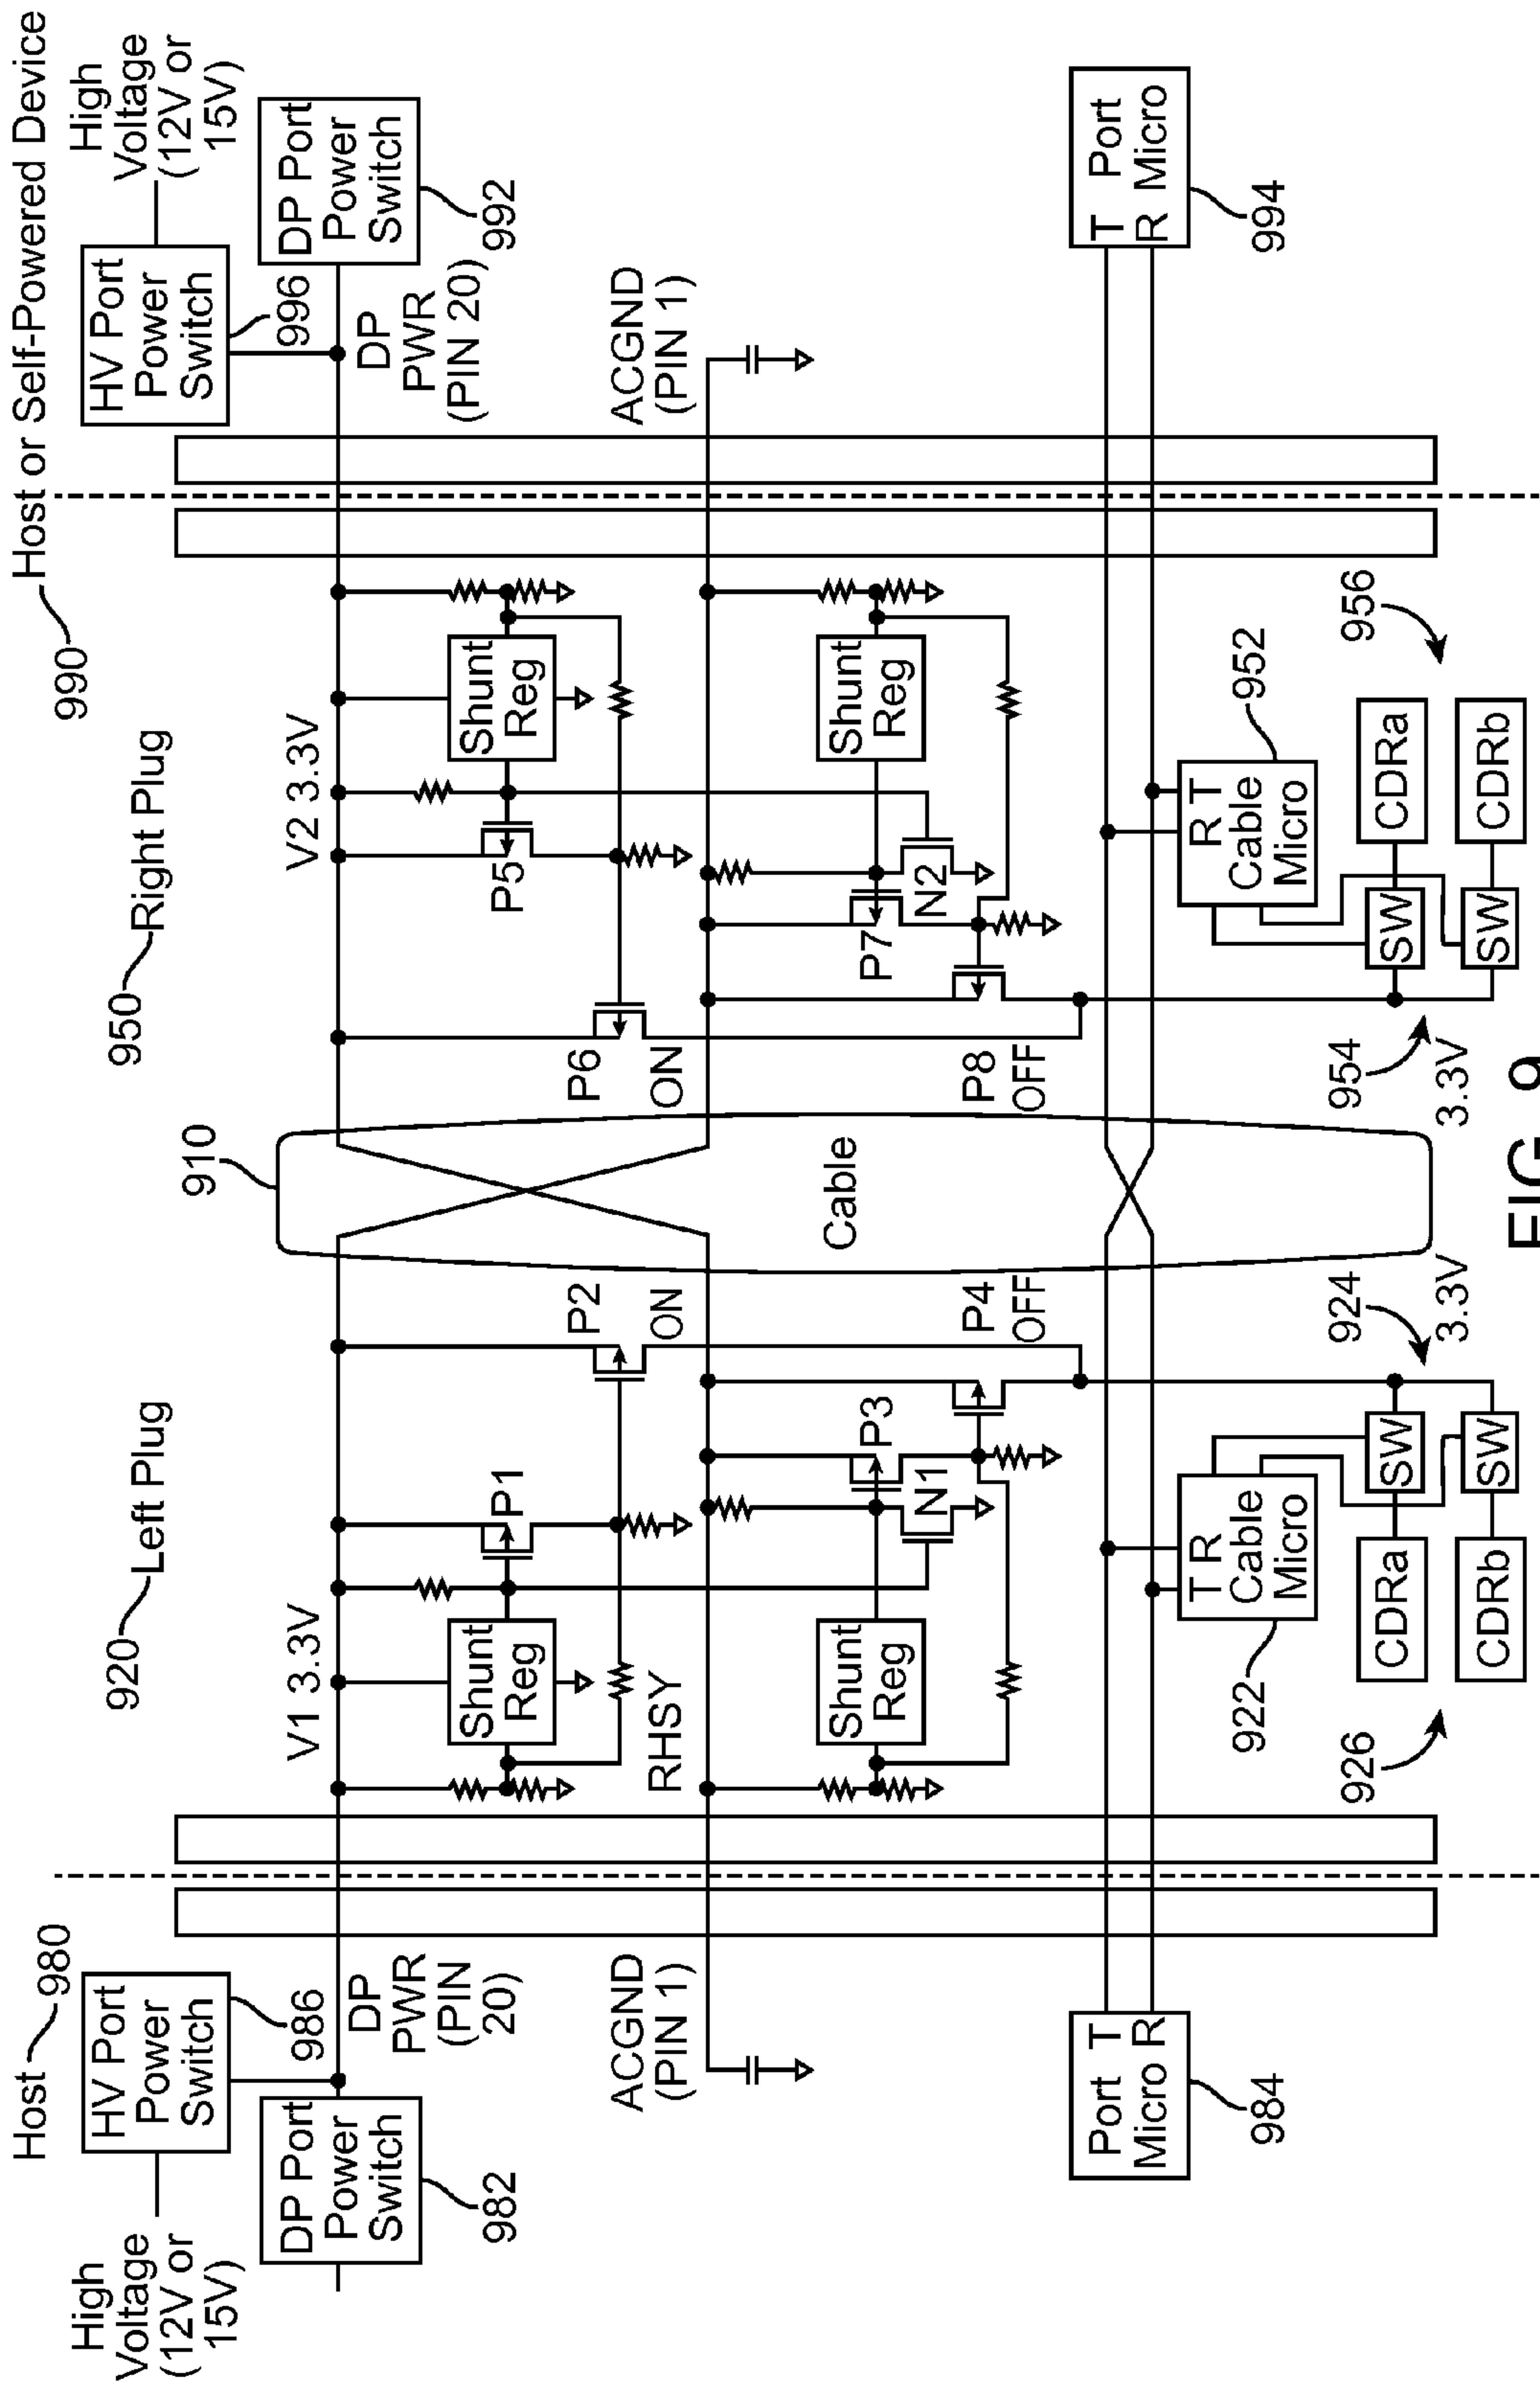 Host 980
Host or Self-Powered Device
990
920 Left Plug
950 Right Plug
High
Voltage
(12V or
15V)
HV Port
Power
Switch
986
DP Port
Power
Switch
982
DP
PWR
(PIN
20)
ACGND
(PIN 1)
Port
Micro
T
R
984
V1 3.3V
Shunt
Reg
P1
P2
ON
RHSY
Shunt
Reg
P3
N1
P4
OFF
T R
Cable
Micro
922
CDRa
SW
CDRb
SW
926
924
3.3V
910
Cable
V2 3.3V
Shunt
Reg
P5
P6
ON
Shunt
Reg
P7
N2
P8
OFF
R T
Cable
Micro
952
SW
CDRa
SW
CDRb
954
3.3V
956
High
Voltage
(12V or
15V)
HV Port
Power
Switch
996
DP Port
Power
Switch
992
DP
PWR
(PIN 20)
ACGND
(PIN 1)
T
R
Port
Micro
994
FIG. 9